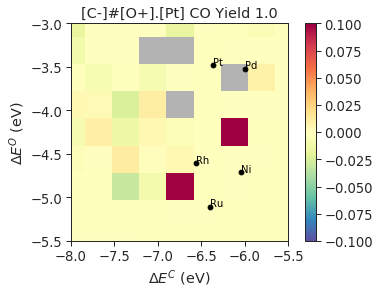 [C-]#[O+].[Pt] CO Yield 1.0
−3.0
−3.5
−4.0
−4.5
−5.0
−5.5
ΔE^O (eV)
Pt
Pd
Rh
Ni
Ru
−8.0 −7.5 −7.0 −6.5 −6.0 −5.5
ΔE^C (eV)
0.100
0.075
0.050
0.025
0.000
−0.025
−0.050
−0.075
−0.100